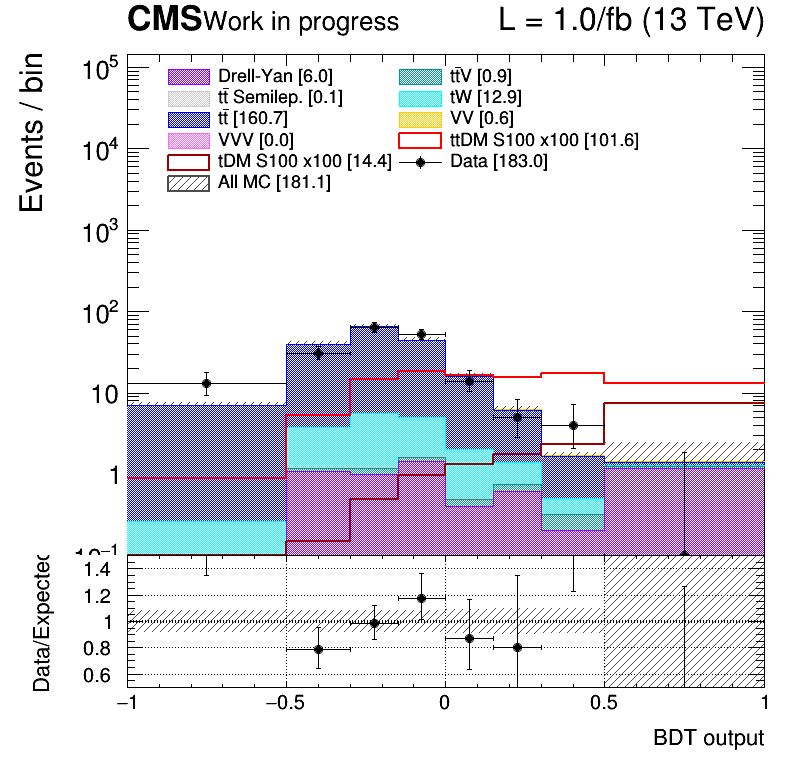 CMS Work in progress L = 1.0/fb (13 TeV)
Events / bin
10⁵
10⁴
10³
10²
10
1
10⁻¹
Drell-Yan [6.0]
tt̄V [0.9]
tt̄ Semilep. [0.1]
tW [12.9]
tt̄ [160.7]
VV [0.6]
VVV [0.0]
ttDM S100 x100 [101.6]
tDM S100 x100 [14.4]
Data [183.0]
All MC [181.1]
Data/Expected
1.4
1.2
1
0.8
0.6
−1 −0.5 0 0.5 1
BDT output